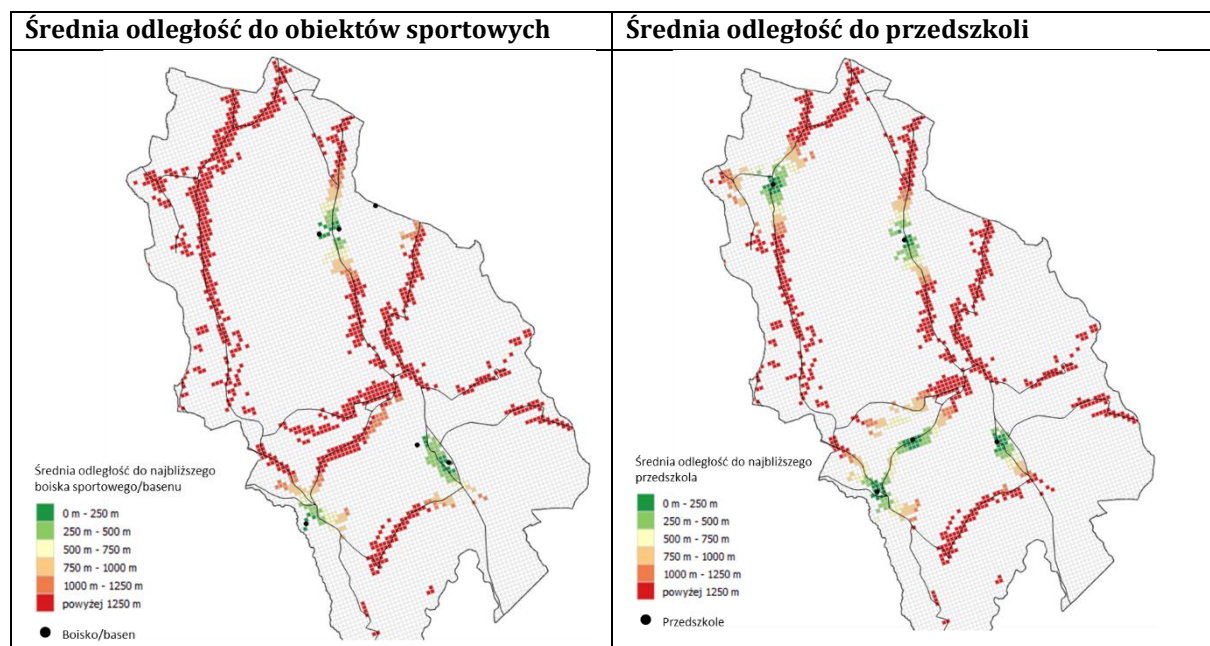 Średnia odległość do obiektów sportowych
Średnia odległość do przedszkoli
Średnia odległość do najbliższego
boiska sportowego/basenu
0 m - 250 m
250 m - 500 m
500 m - 750 m
750 m - 1000 m
1000 m - 1250 m
powyżej 1250 m
Boisko/basen
Średnia odległość do najbliższego
przedszkola
0 m - 250 m
250 m - 500 m
500 m - 750 m
750 m - 1000 m
1000 m - 1250 m
powyżej 1250 m
Przedszkole